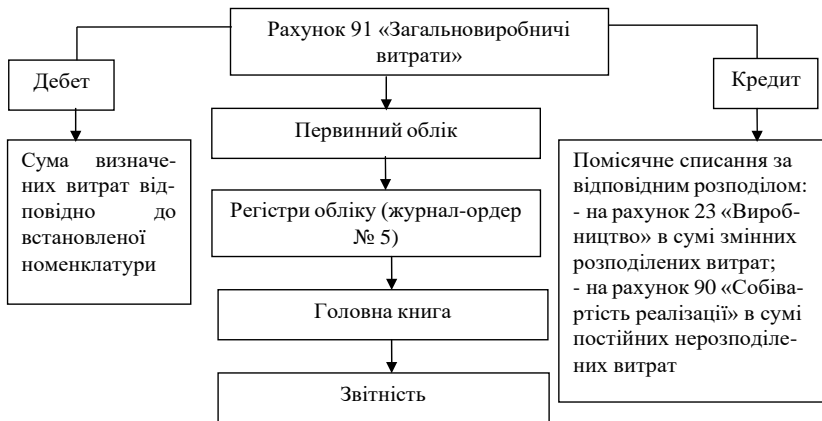 Рахунок 91 «Загальновиробничі
витрати»
Дебет
Кредит
Первинний облік
Сума визначе-
них витрат від-
повідно до
встановленої
номенклатури
Регістри обліку (журнал-ордер
№ 5)
Головна книга
Звітність
Помісячне списання за
відповідним розподілом:
- на рахунок 23 «Вироб-
ництво» в сумі змінних
розподілених витрат;
- на рахунок 90 «Собіва-
ртість реалізації» в сумі
постійних нерозподіле-
них витрат